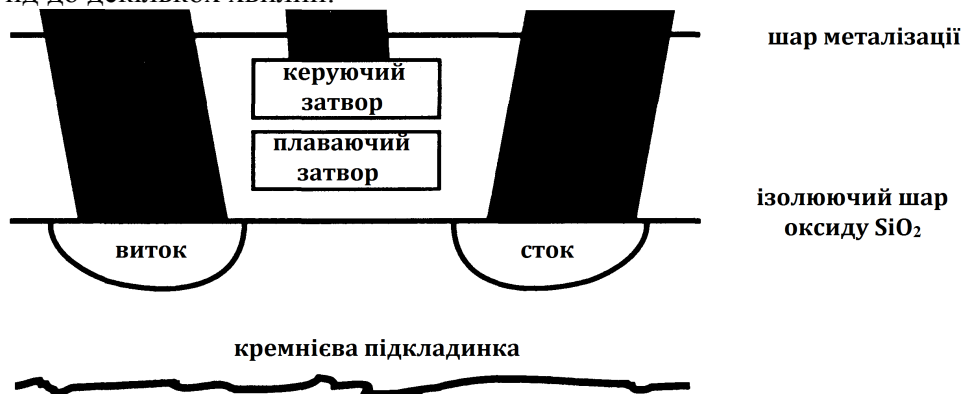 шар металізації
керуючий
затвор
плаваючий
затвор
ізолюючий шар
оксиду SiO₂
виток
сток
кремнієва підкладинка